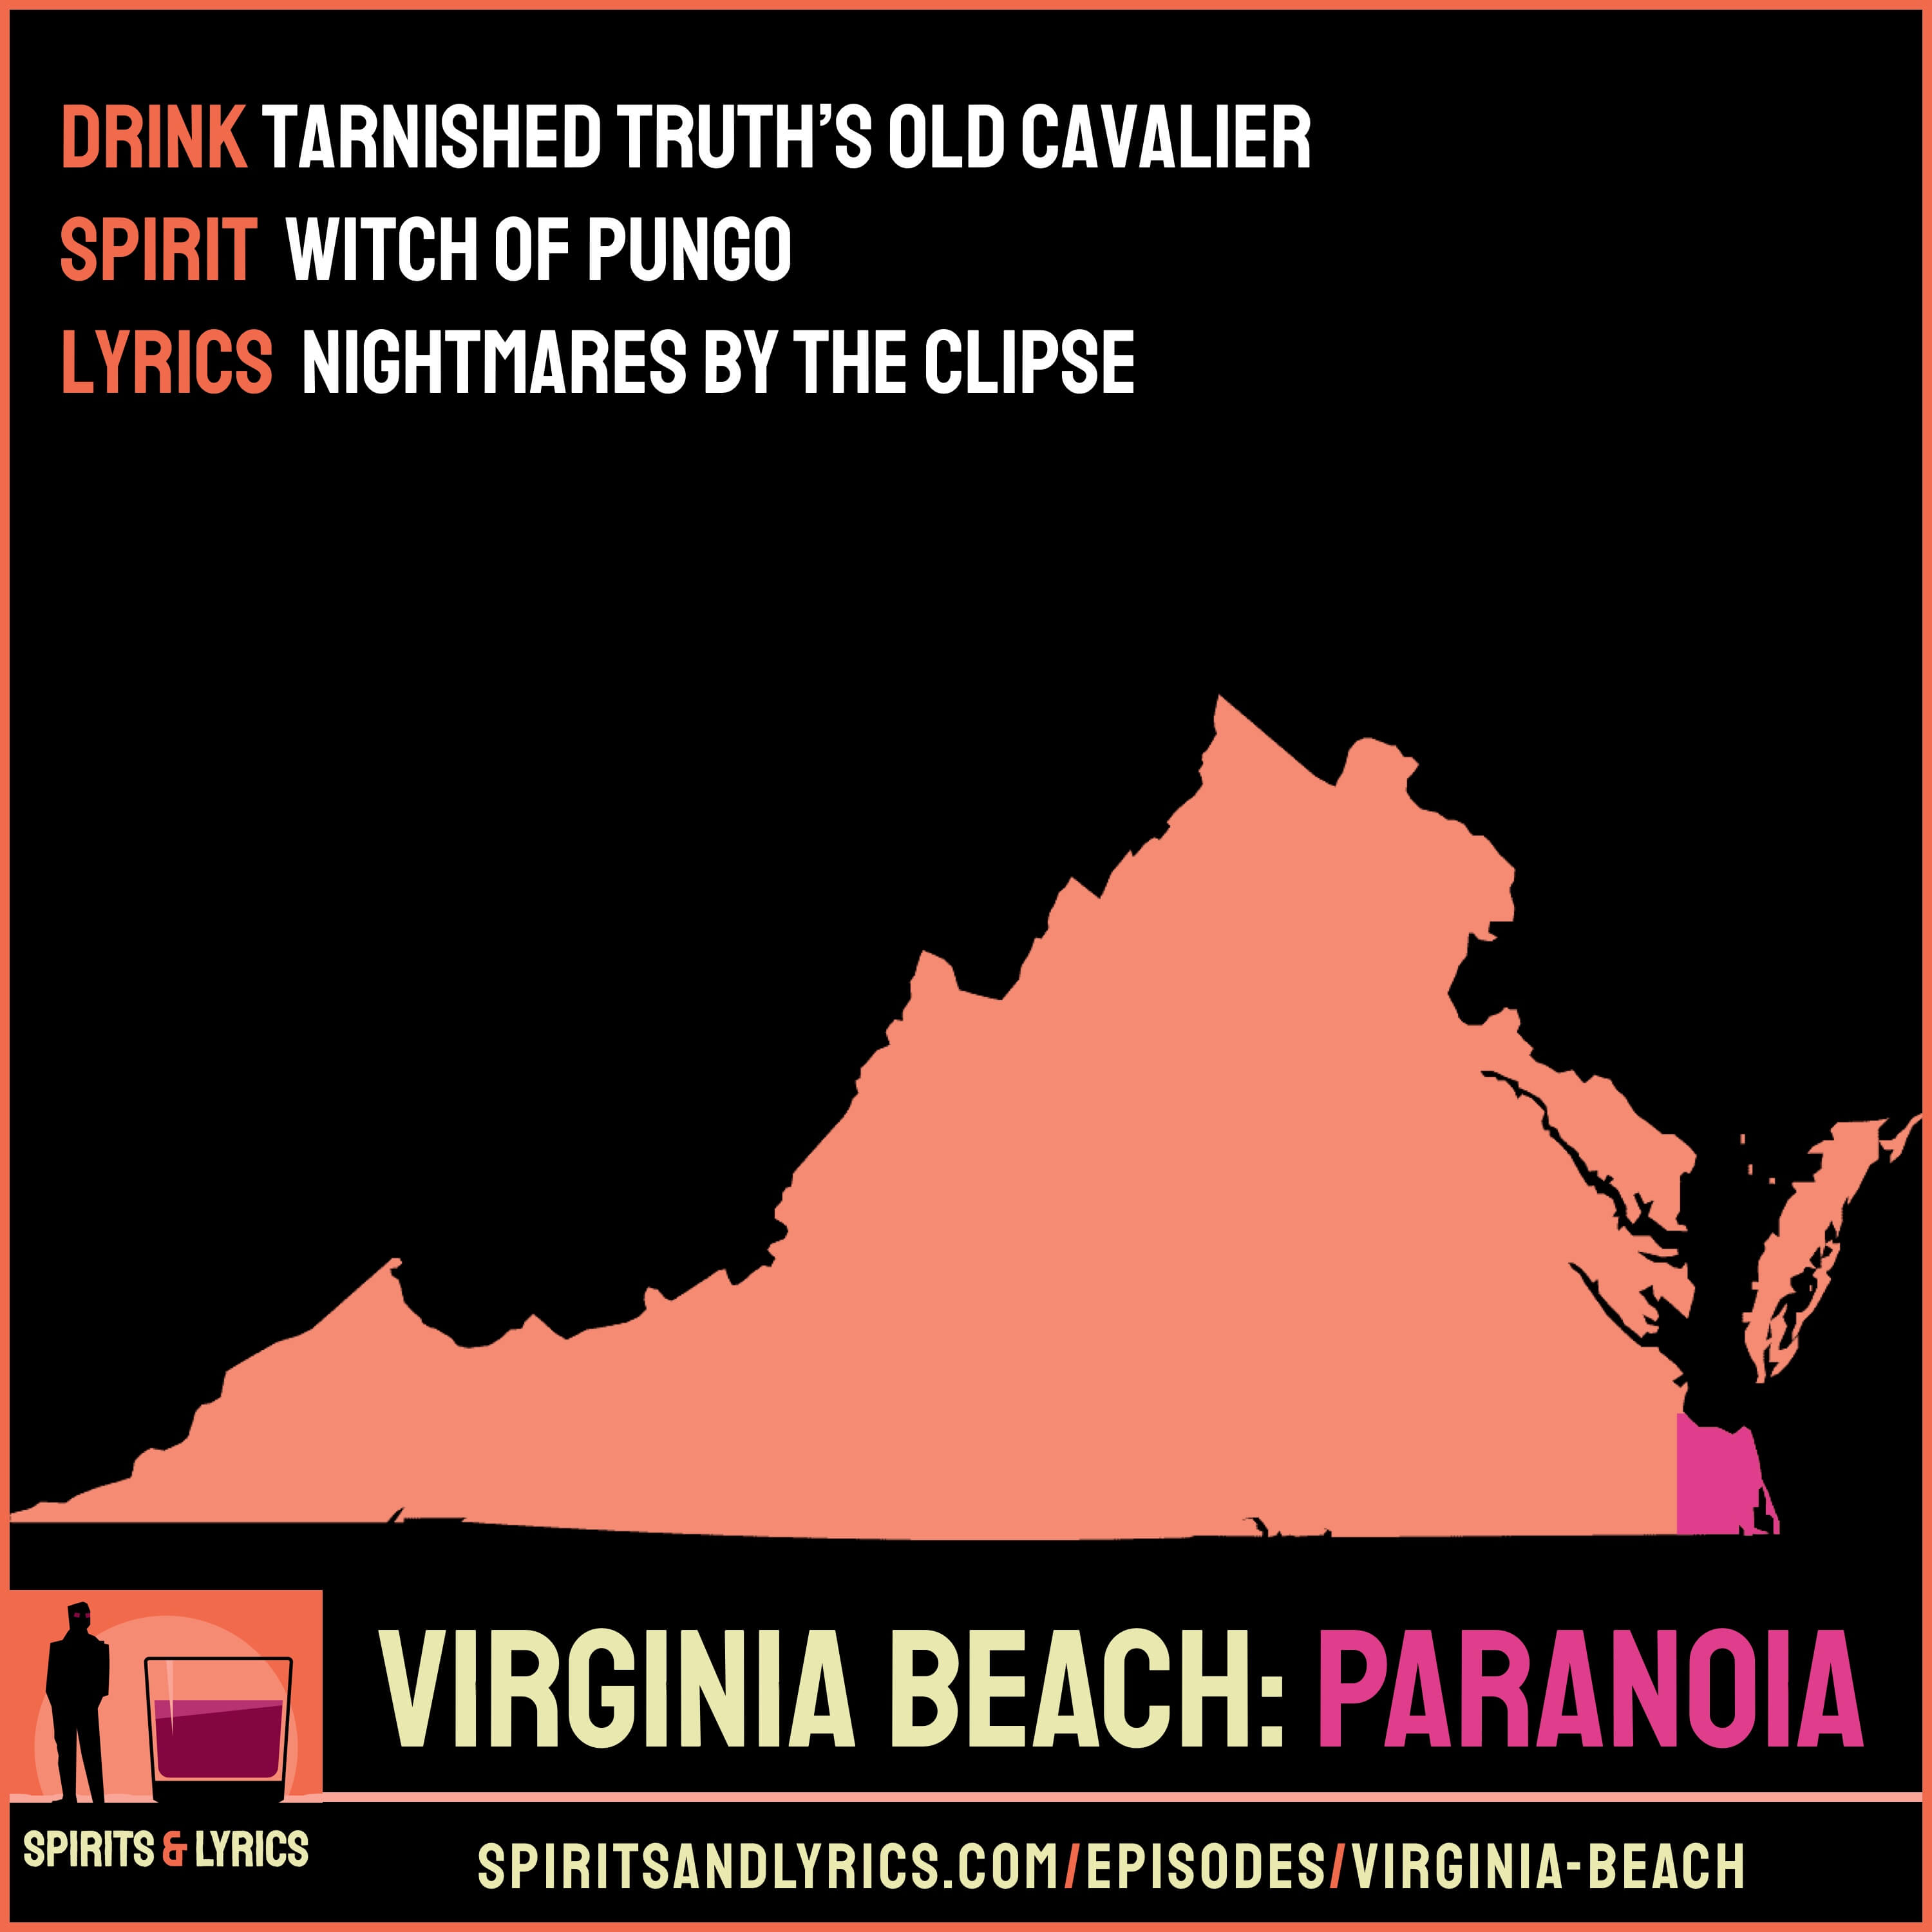 DRINK TARNISHED TRUTH'S OLD CAVALIER
SPIRIT WITCH OF PUNGO
LYRICS NIGHTMARES BY THE CLIPSE
VIRGINIA BEACH: PARANOIA
SPIRITS & LYRICS
SPIRITSANDLYRICS.COM/EPISODES/VIRGINIA-BEACH